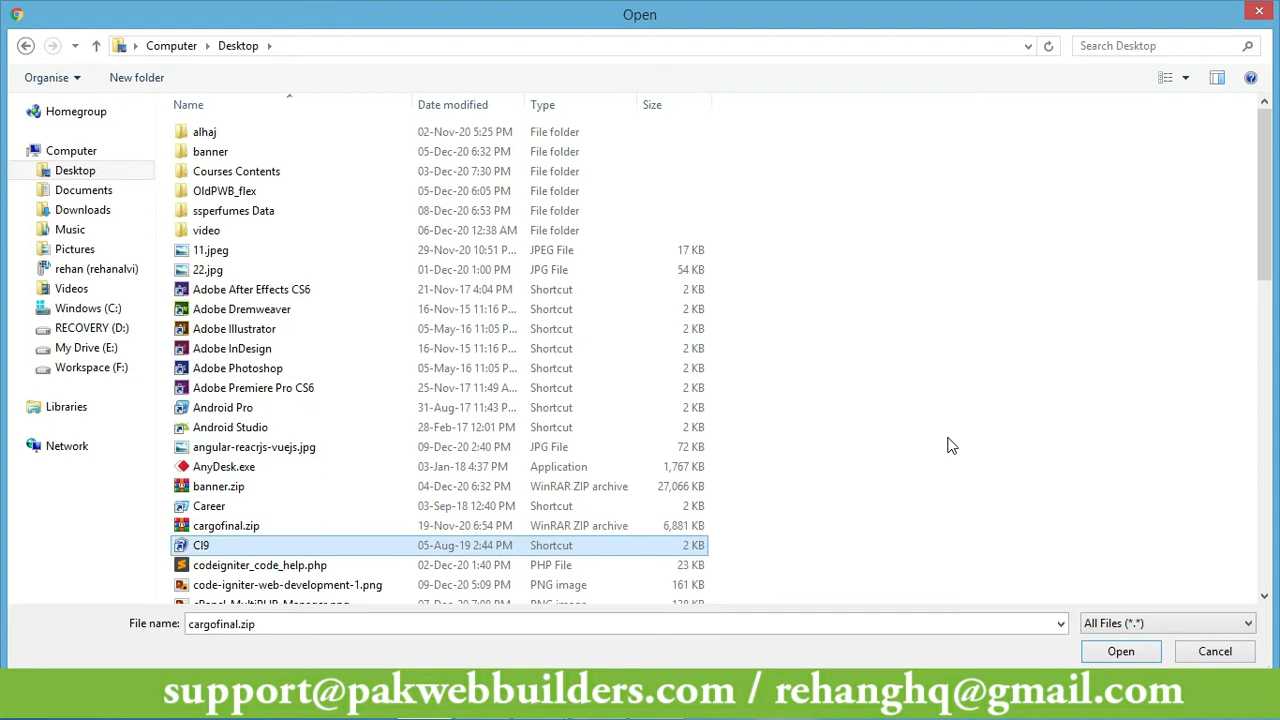 Open
Computer Desktop
Search Desktop
Organise New folder
Name Date modified Type Size
Homegroup
Computer
Desktop
Documents
Downloads
Music
Pictures
rehan (rehanalvi)
Videos
Windows (C:)
RECOVERY (D:)
My Drive (E:)
Workspace (F:)
Libraries
Network
alhaj 02-Nov-20 5:25 PM File folder
banner 05-Dec-20 6:32 PM File folder
Courses Contents 03-Dec-20 7:30 PM File folder
OldPWB_flex 05-Dec-20 6:05 PM File folder
ssperfumes Data 08-Dec-20 6:53 PM File folder
video 06-Dec-20 12:38 AM File folder
11.jpeg 29-Nov-20 10:51 P... JPEG File 17 KB
22.jpg 01-Dec-20 1:00 PM JPG File 54 KB
Adobe After Effects CS6 21-Nov-17 4:04 PM Shortcut 2 KB
Adobe Dremweaver 16-Nov-15 11:16 P... Shortcut 2 KB
Adobe Illustrator 05-May-16 11:05 P... Shortcut 2 KB
Adobe InDesign 16-Nov-15 11:16 P... Shortcut 2 KB
Adobe Photoshop 05-May-16 11:05 P... Shortcut 2 KB
Adobe Premiere Pro CS6 25-Nov-17 11:49 A... Shortcut 2 KB
Android Pro 31-Aug-17 11:43 P... Shortcut 2 KB
Android Studio 28-Feb-17 12:01 PM Shortcut 2 KB
angular-reacrjs-vuejs.jpg 09-Dec-20 2:40 PM JPG File 72 KB
AnyDesk.exe 03-Jan-18 4:37 PM Application 1,767 KB
banner.zip 04-Dec-20 6:32 PM WinRAR ZIP archive 27,066 KB
Career 03-Sep-18 12:40 PM Shortcut 2 KB
cargofinal.zip 19-Nov-20 6:54 PM WinRAR ZIP archive 6,881 KB
CI9 05-Aug-19 2:44 PM Shortcut 2 KB
codeigniter_code_help.php 02-Dec-20 1:40 PM PHP File 23 KB
code-igniter-web-development-1.png 09-Dec-20 5:09 PM PNG image 161 KB
cPanel-MultiPHP-Manager.png 07-Dec-20 7:08 PM PNG image 138 KB
File name: cargofinal.zip All Files (*.*)
Open Cancel
support@pakwebbuilders.com / rehanghq@gmail.com